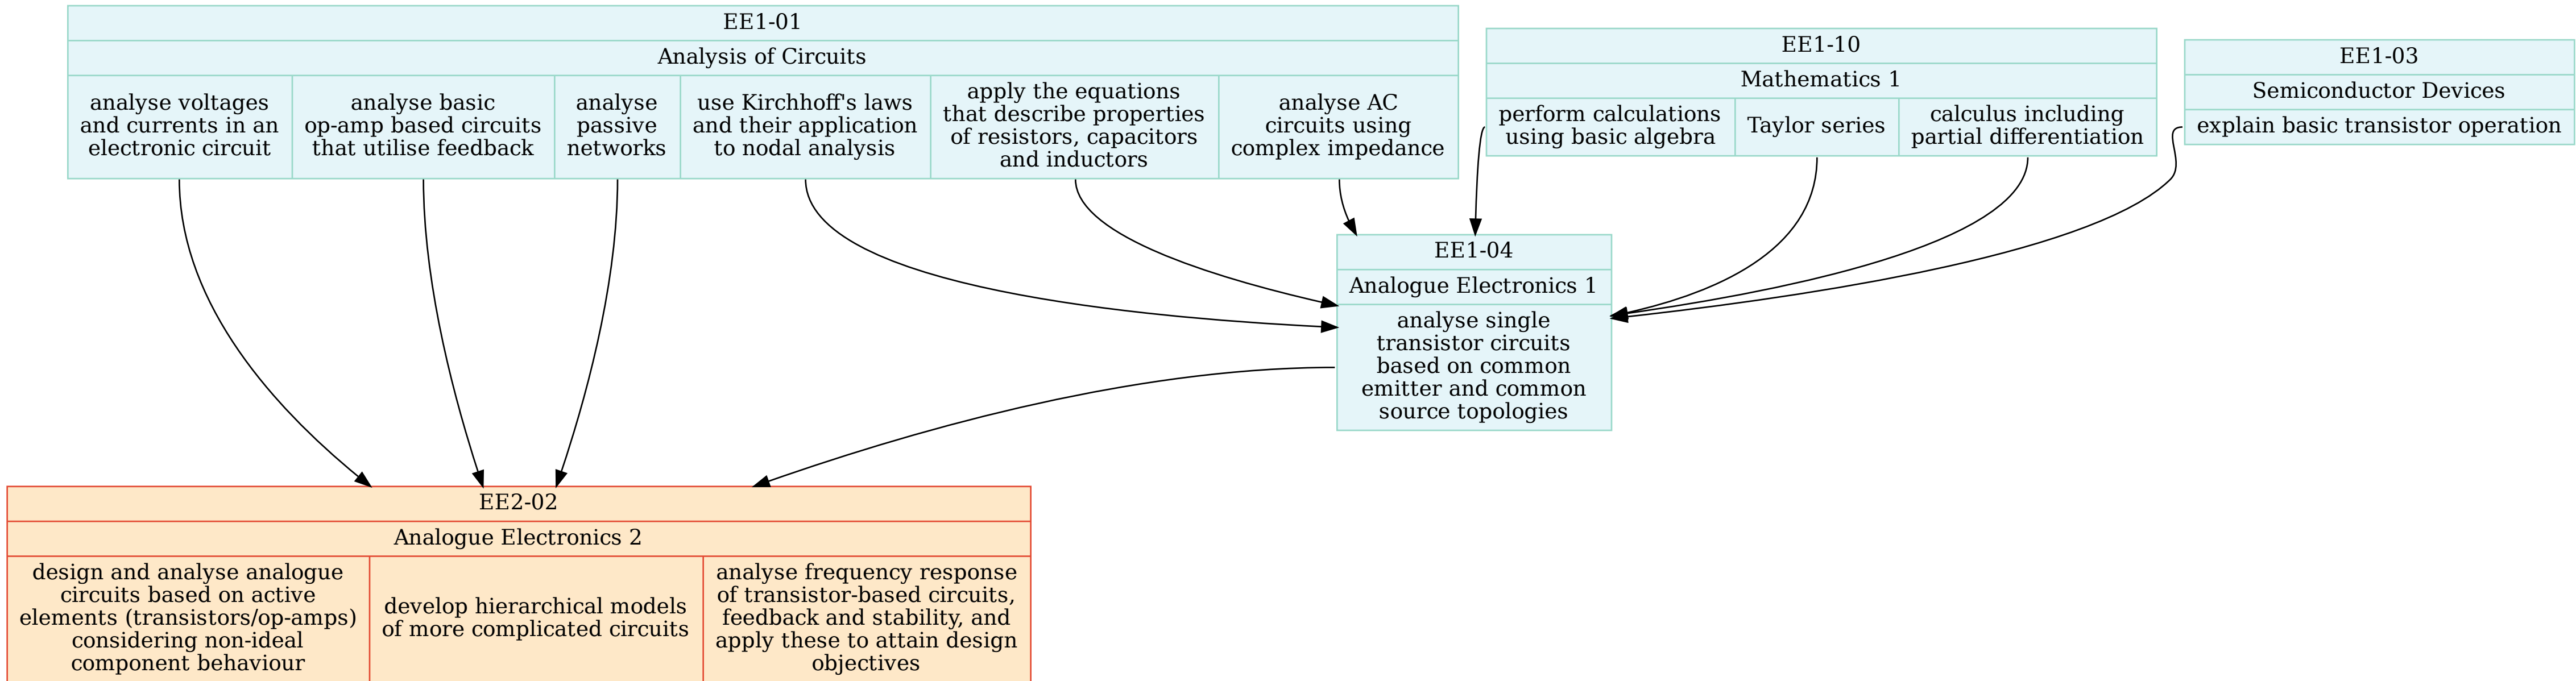 EE1-01
Analysis of Circuits
analyse voltages
and currents in an
electronic circuit
analyse basic
op-amp based circuits
that utilise feedback
analyse
passive
networks
use Kirchhoff's laws
and their application
to nodal analysis
apply the equations
that describe properties
of resistors, capacitors
and inductors
analyse AC
circuits using
complex impedance
EE1-10
Mathematics 1
perform calculations
using basic algebra
Taylor series
calculus including
partial differentiation
EE1-03
Semiconductor Devices
explain basic transistor operation
EE1-04
Analogue Electronics 1
analyse single
transistor circuits
based on common
emitter and common
source topologies
EE2-02
Analogue Electronics 2
design and analyse analogue
circuits based on active
elements (transistors/op-amps)
considering non-ideal
component behaviour
develop hierarchical models
of more complicated circuits
analyse frequency response
of transistor-based circuits,
feedback and stability, and
apply these to attain design
objectives